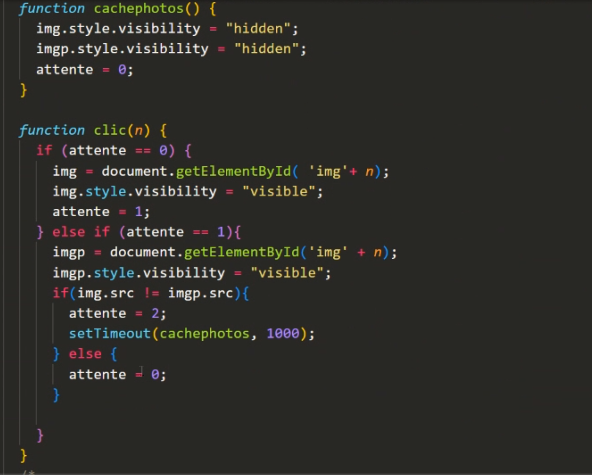 function cachephotos() {
img.style.visibility = "hidden";
imgp.style.visibility = "hidden";
attente = 0;
}
function clic(n) {
if (attente == 0) {
img = document.getElementById( 'img'+ n);
img.style.visibility = "visible";
attente = 1;
} else if (attente == 1){
imgp = document.getElementById('img' + n);
imgp.style.visibility = "visible";
if(img.src != imgp.src){
attente = 2;
setTimeout(cachephotos, 1000);
} else {
attente = 0;
}
}
}
/*